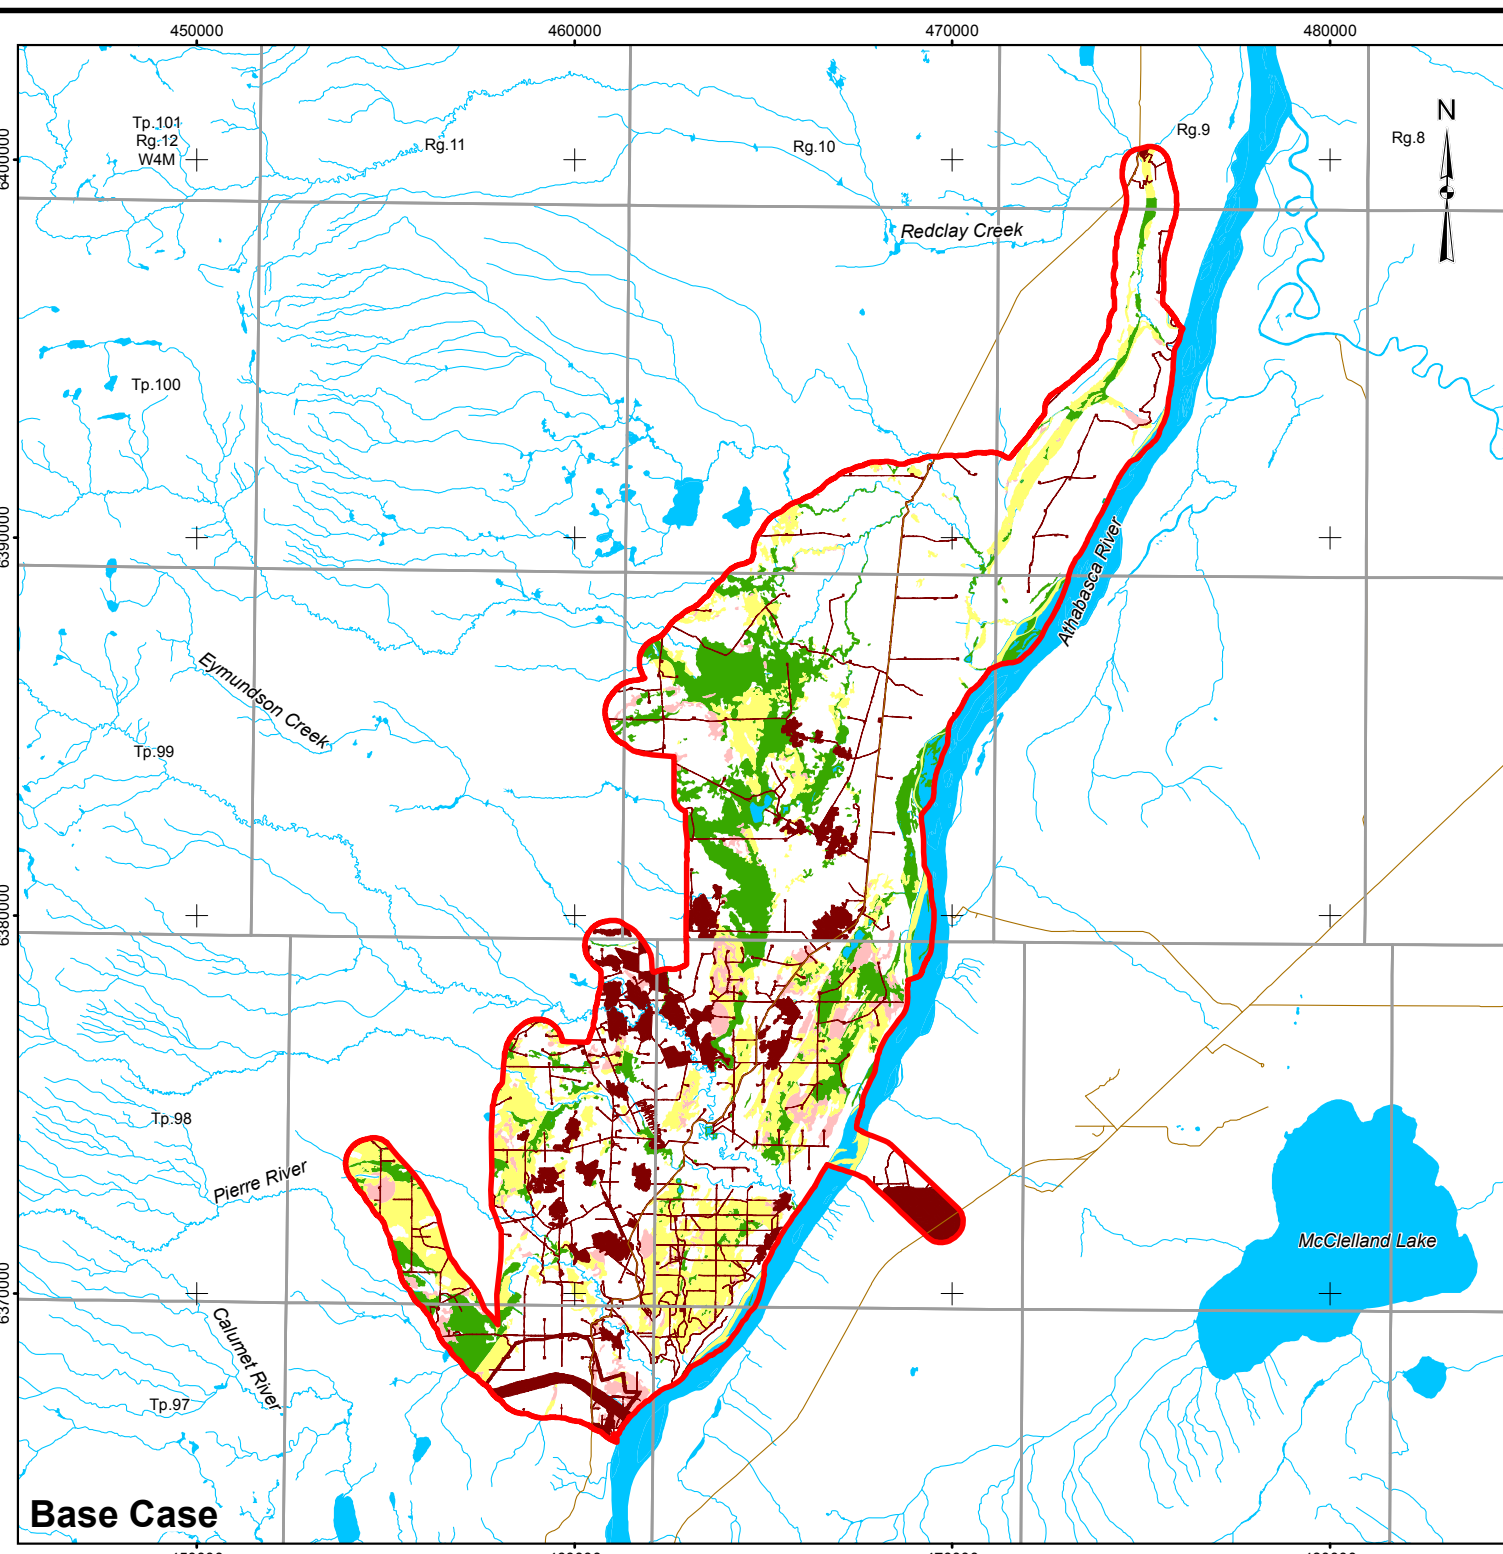 450000 460000 470000 480000
N
Tp.101
Rg.12
W4M
Rg.11
Rg.10
Rg.9
Rg.8
6400000
Redclay Creek
Tp.100
6390000
Athabasca River
Eymundson Creek
Tp.99
6380000
Tp.98
Pierre River
McClelland Lake
6370000
Calumet River
Tp.97
Base Case